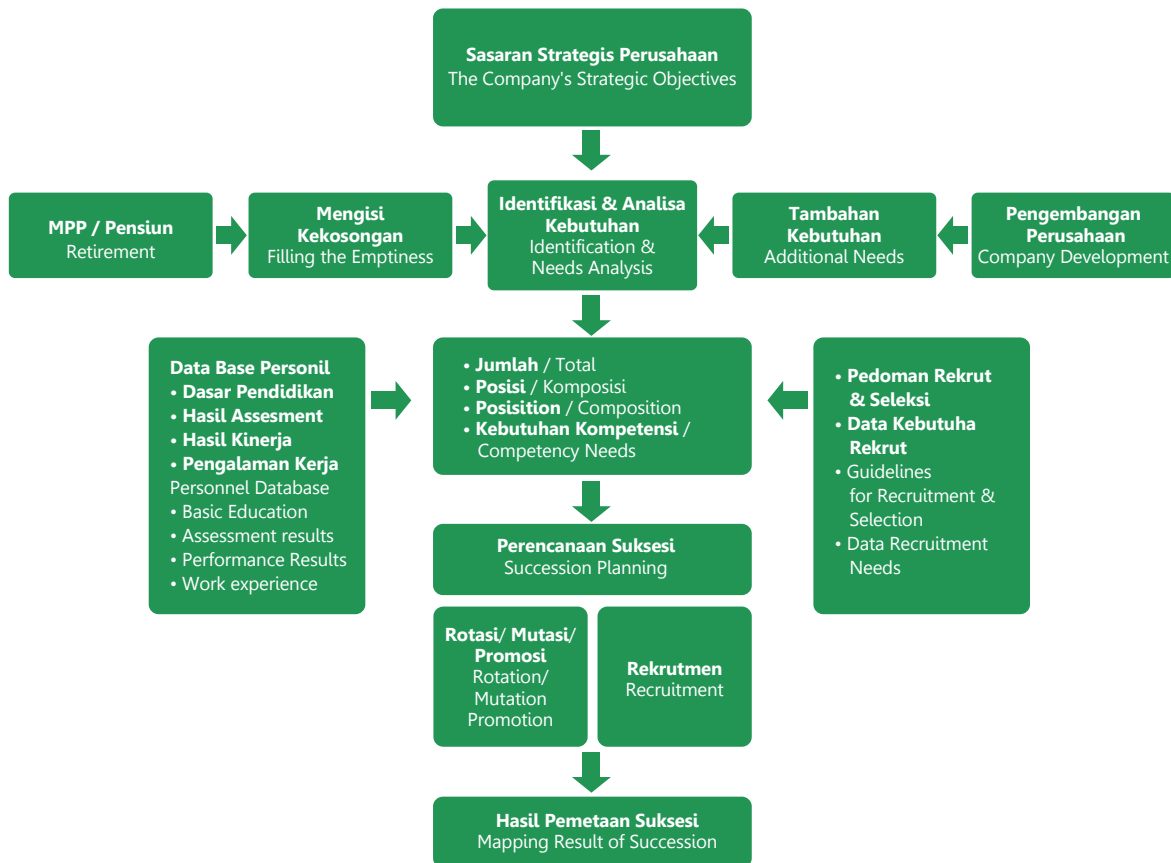 Sasaran Strategis Perusahaan
The Company's Strategic Objectives
MPP / Pensiun
Retirement
Mengisi
Kekosongan
Filling the Emptiness
Identifikasi & Analisa
Kebutuhan
Identification &
Needs Analysis
Tambahan
Kebutuhan
Additional Needs
Pengembangan
Perusahaan
Company Development
Data Base Personil
• Dasar Pendidikan
• Hasil Assesment
• Hasil Kinerja
• Pengalaman Kerja
Personnel Database
• Basic Education
• Assessment results
• Performance Results
• Work experience
• Jumlah / Total
• Posisi / Komposisi
• Posisition / Composition
• Kebutuhan Kompetensi /
Competency Needs
• Pedoman Rekrut
& Seleksi
• Data Kebutuha
Rekrut
• Guidelines
for Recruitment &
Selection
• Data Recruitment
Needs
Perencanaan Suksesi
Succession Planning
Rotasi/ Mutasi/
Promosi
Rotation/
Mutation
Promotion
Rekrutmen
Recruitment
Hasil Pemetaan Suksesi
Mapping Result of Succession